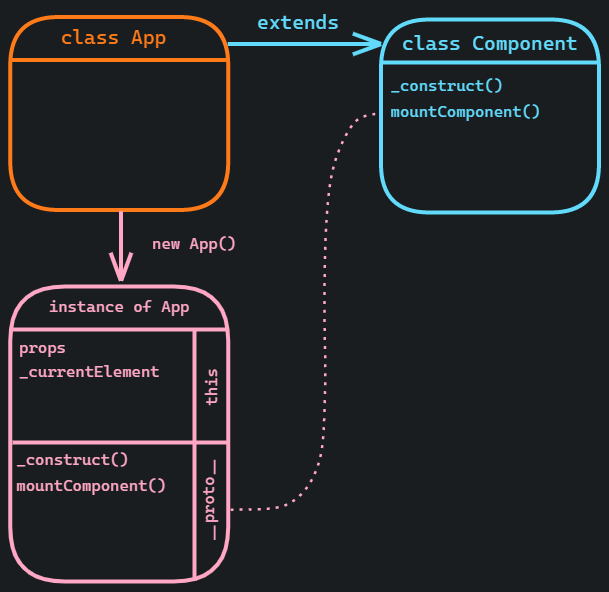 class App
extends
class Component
_construct()
mountComponent()
new App()
instance of App
props
_currentElement
this
_construct()
mountComponent()
__proto__